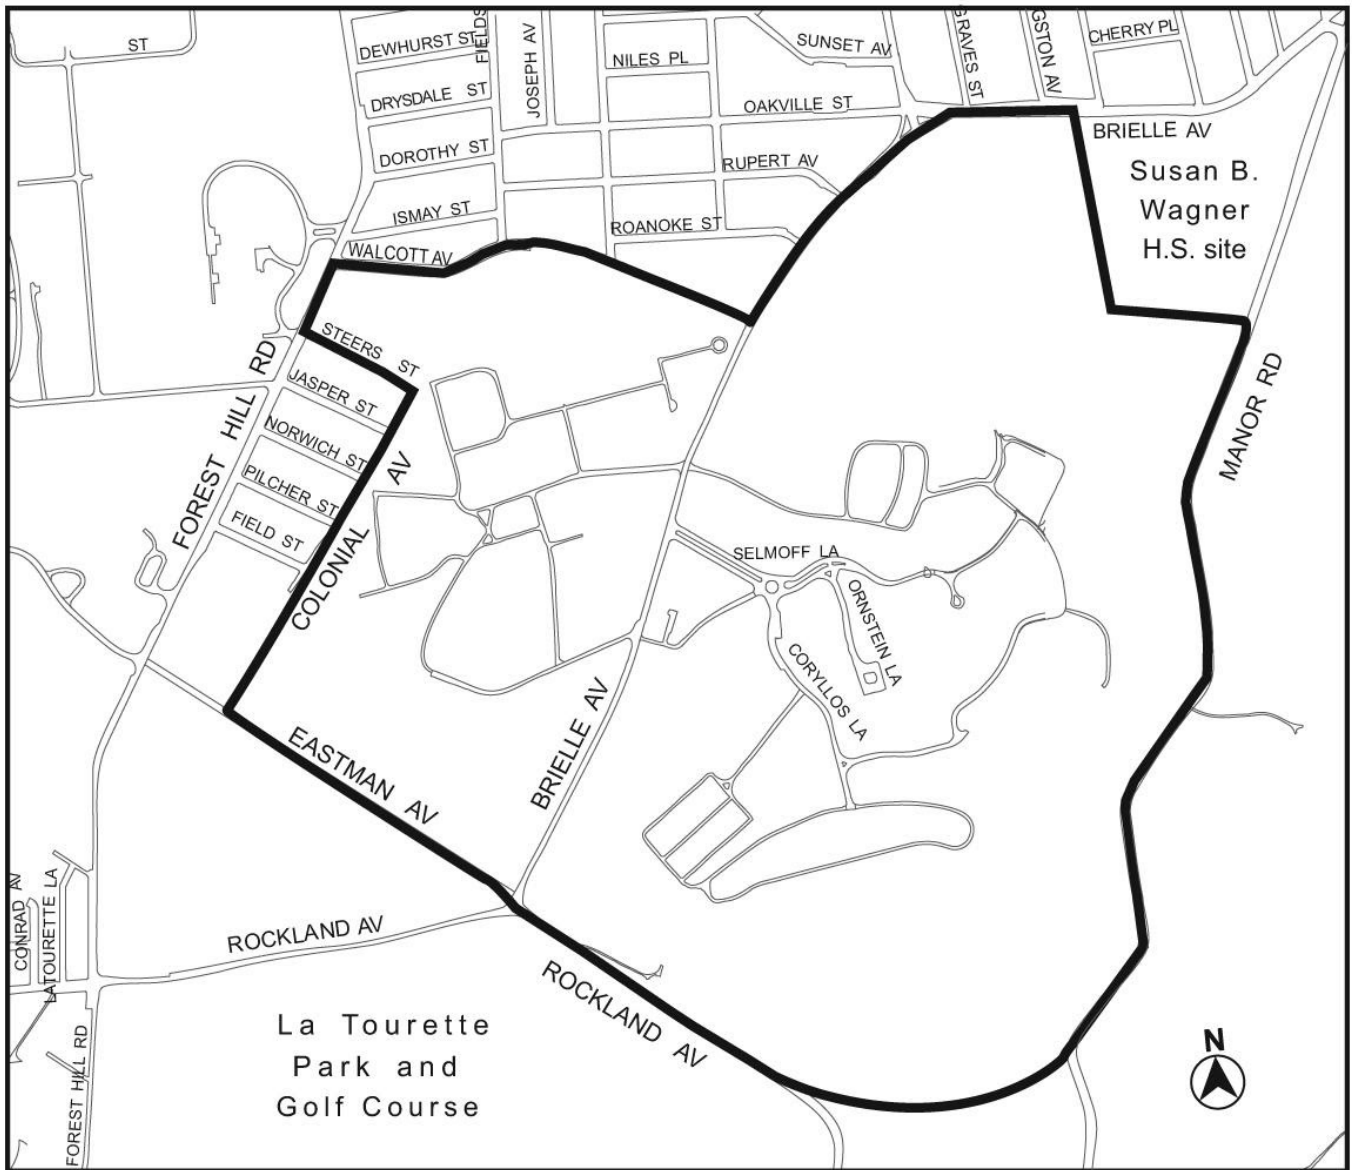 ST
DEWHURST ST
FIELDS
JOSEPH AV
NILES PL
SUNSET AV
GRAVES ST
GSTON AV
CHERRY PL
DRYSDALE ST
OAKVILLE ST
BRIELLE AV
DOROTHY ST
RUPERT AV
Susan B.
Wagner
H.S. site
ISMAY ST
ROANOKE ST
WALCOTT AV
STEERS ST
FOREST HILL RD
JASPER ST
MANOR RD
NORWICH ST
PILCHER ST
FIELD ST
COLONIAL AV
SELMOFF LA
ORNSTEIN LA
CORYLLOS LA
BRIELLE AV
EASTMAN AV
CONRAD AV
LATOURETTE LA
ROCKLAND AV
ROCKLAND AV
La Tourette
Park and
Golf Course
FOREST HILL RD
N